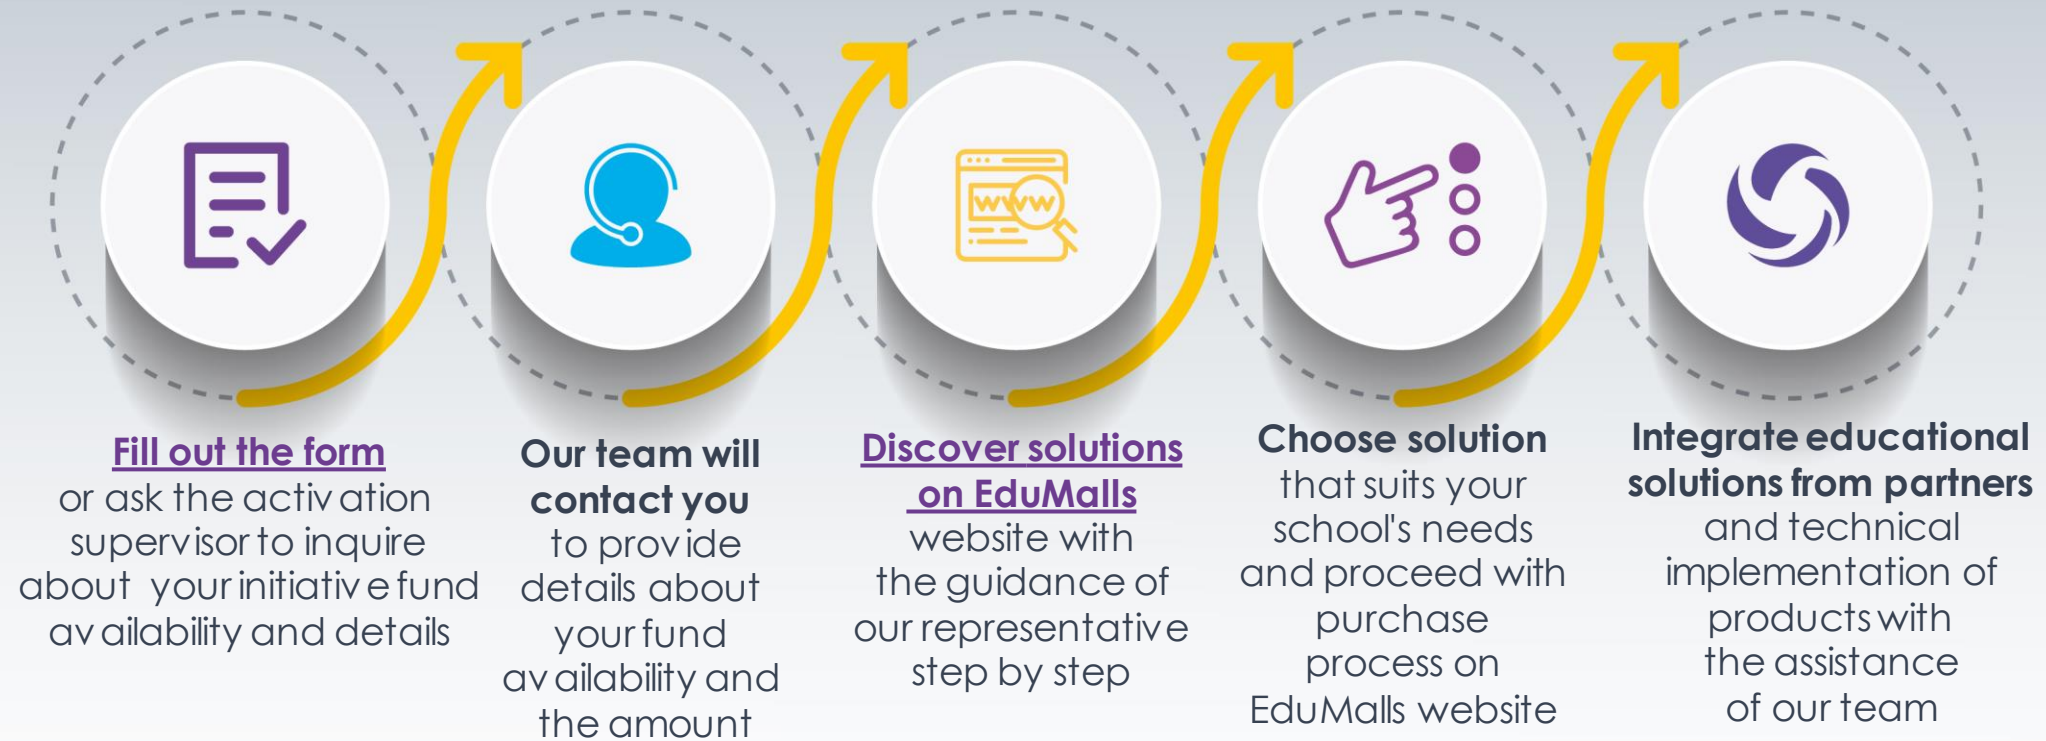 www
Fill out the form
or ask the activation
supervisor to inquire
about your initiative fund
availability and details
Our team will
contact you
to provide
details about
your fund
availability and
the amount
Discover solutions
on EduMalls
website with
the guidance of
our representative
step by step
Choose solution
that suits your
school's needs
and proceed with
purchase
process on
EduMalls website
Integrate educational
solutions from partners
and technical
implementation of
products with
the assistance
of our team